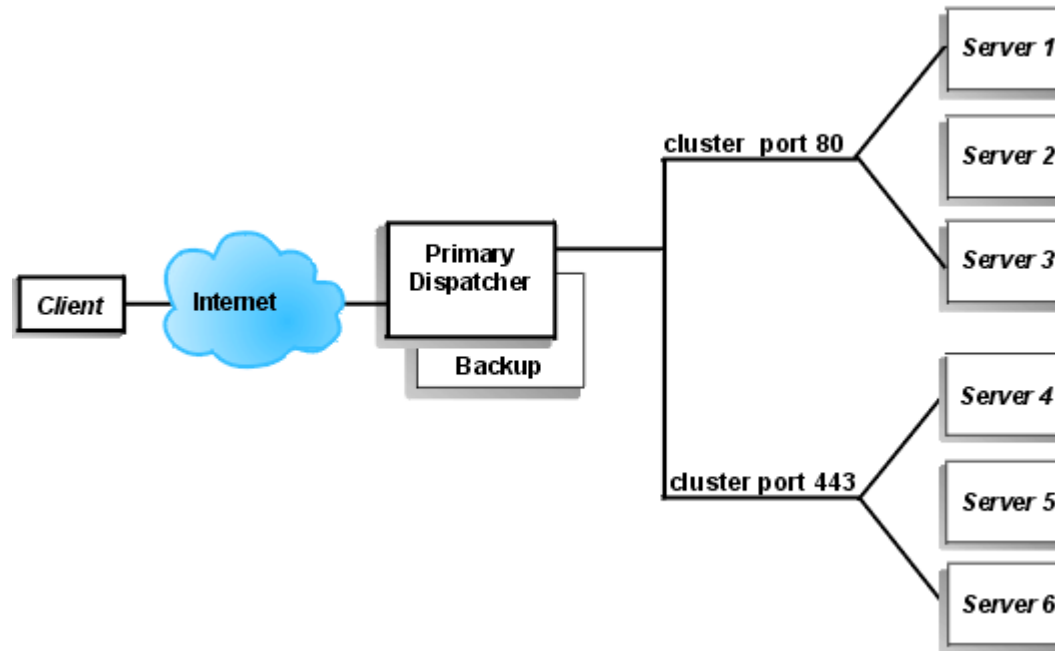 Client
Internet
Primary
Dispatcher
Backup
cluster port 80
Server 1
Server 2
Server 3
cluster port 443
Server 4
Server 5
Server 6